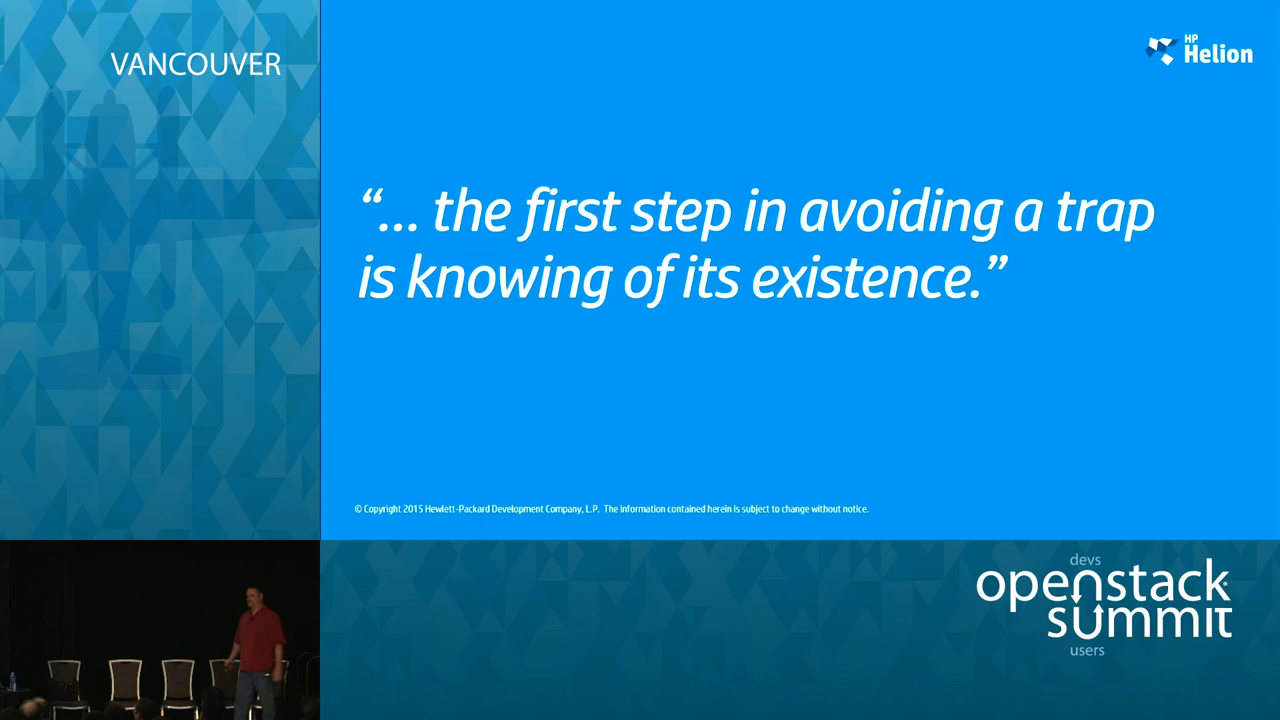 VANCOUVER
HP
Helion
“... the first step in avoiding a trap
is knowing of its existence.”
© Copyright 2015 Hewlett-Packard Development Company, L.P. The information contained herein is subject to change without notice.
devs
openstack
summit
users